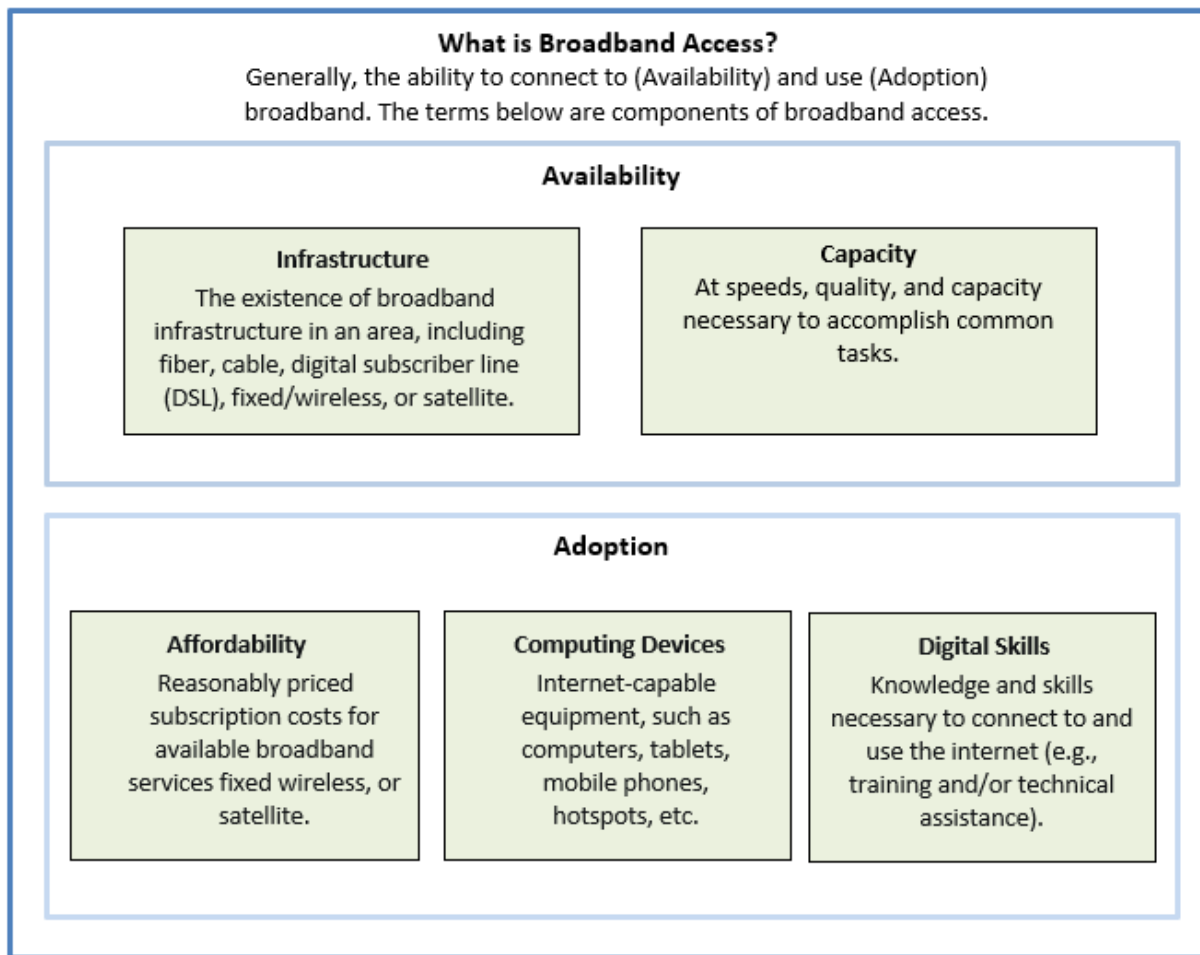 What is Broadband Access?
Generally, the ability to connect to (Availability) and use (Adoption)
broadband. The terms below are components of broadband access.
Availability
Infrastructure
The existence of broadband
infrastructure in an area, including
fiber, cable, digital subscriber line
(DSL), fixed/wireless, or satellite.
Capacity
At speeds, quality, and capacity
necessary to accomplish common
tasks.
Adoption
Affordability
Reasonably priced
subscription costs for
available broadband
services fixed wireless, or
satellite.
Computing Devices
Internet-capable
equipment, such as
computers, tablets,
mobile phones,
hotspots, etc.
Digital Skills
Knowledge and skills
necessary to connect to and
use the internet (e.g.,
training and/or technical
assistance).